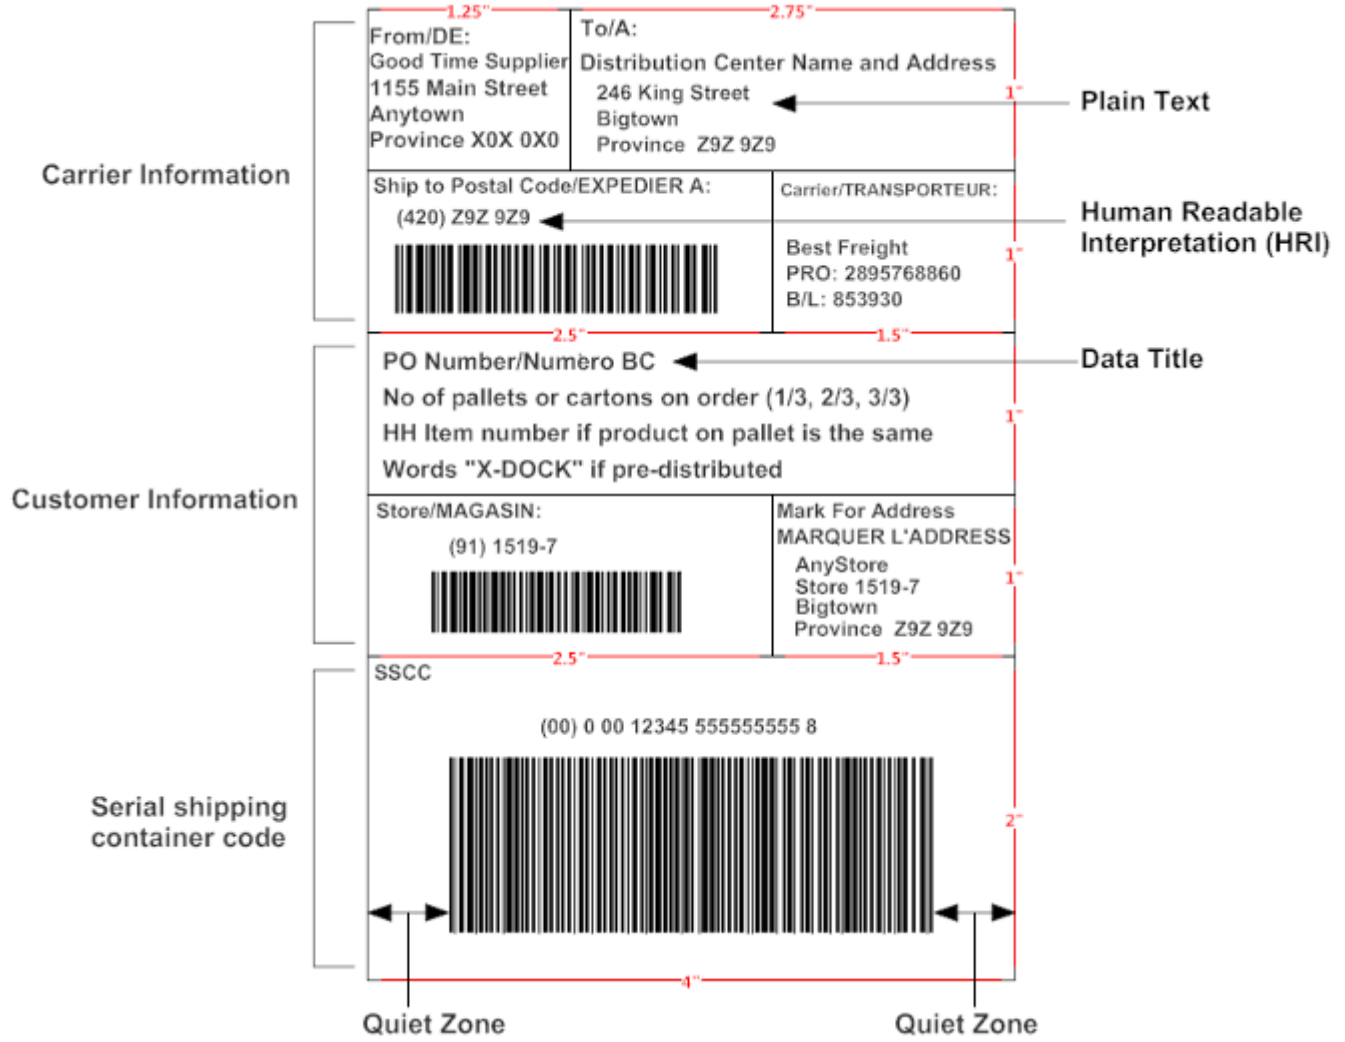 1.25"
2.75"
From/DE:
Good Time Supplier
1155 Main Street
Anytown
Province X0X 0X0
To/A:
Distribution Center Name and Address
246 King Street
Bigtown
Province Z9Z 9Z9
1"
Plain Text
Carrier Information
Ship to Postal Code/EXPEDIER A:
(420) Z9Z 9Z9
Carrier/TRANSPORTEUR:
Best Freight
PRO: 2895768860
B/L: 853930
1"
Human Readable
Interpretation (HRI)
2.5"
1.5"
PO Number/Numéro BC
No of pallets or cartons on order (1/3, 2/3, 3/3)
HH Item number if product on pallet is the same
Words "X-DOCK" if pre-distributed
1"
Data Title
Customer Information
Store/MAGASIN:
(91) 1519-7
Mark For Address
MARQUER L'ADDRESS
AnyStore
Store 1519-7
Bigtown
Province Z9Z 9Z9
1"
2.5"
1.5"
SSCC
(00) 0 00 12345 5555555555 8
Serial shipping
container code
2"
4"
Quiet Zone
Quiet Zone